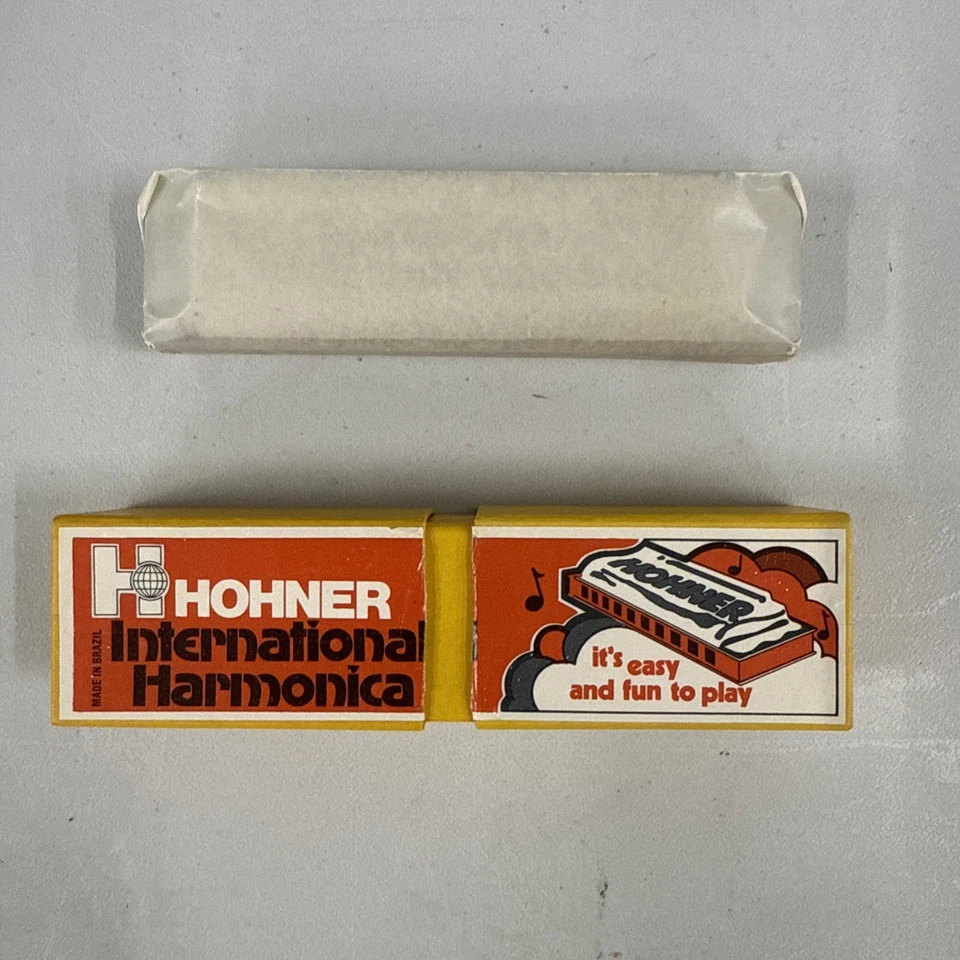 H
HOHNER
International
Harmonica
MADE IN BRAZIL
HOHNER
it's easy
and fun to play